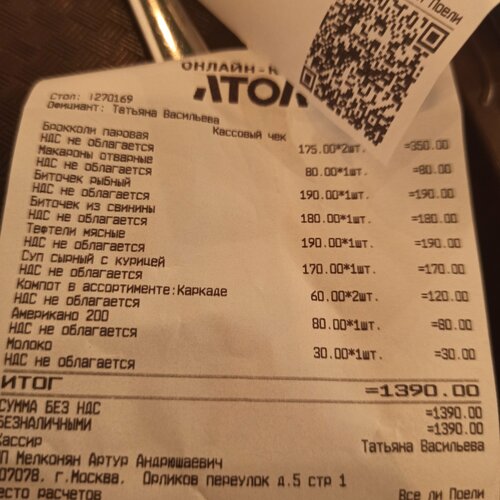 Поели
ОНЛАЙН-К
АТОЛ
Стол: 1270169
Официант: Татьяна Васильева
Кассовый чек
Брокколи паровая 175.00*2шт. =350.00
НДС не облагается
Макароны отварные 80.00*1шт. =80.00
НДС не облагается
Биточек рыбный 190.00*1шт. =190.00
НДС не облагается
Биточек из свинины 180.00*1шт. =180.00
НДС не облагается
Тефтели мясные 190.00*1шт. =190.00
НДС не облагается
Суп сырный с курицей 170.00*1шт. =170.00
НДС не облагается
Компот в ассортименте:Каркаде 60.00*2шт. =120.00
НДС не облагается
Американо 200 80.00*1шт. =80.00
НДС не облагается
Молоко 30.00*1шт. =30.00
НДС не облагается
ИТОГ =1390.00
СУММА БЕЗ НДС =1390.00
БЕЗНАЛИЧНЫМИ =1390.00
Кассир Татьяна Васильева
ИП Мелконян Артур Андрюшаевич
07078, г.Москва, Орликов переулок д.5 стр 1
есто расчетов Все ли Поели